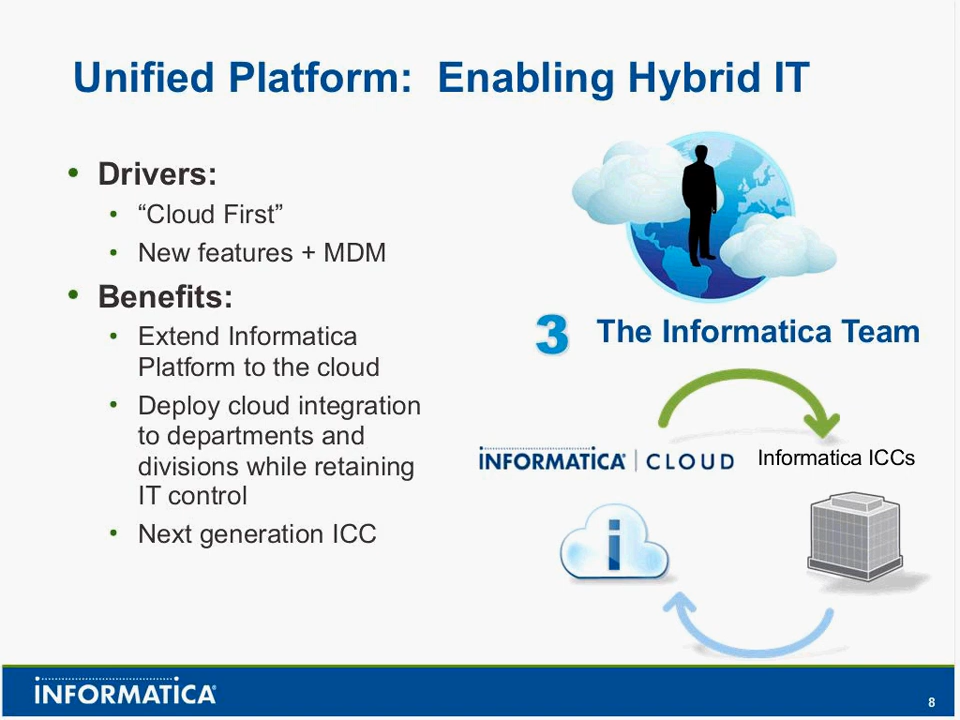 Unified Platform:  Enabling Hybrid IT
• Drivers:
• “Cloud First”
• New features + MDM
• Benefits:
• Extend Informatica
Platform to the cloud
• Deploy cloud integration
to departments and
divisions while retaining
IT control
• Next generation ICC
3 The Informatica Team
INFORMATICA® | CLOUD
Informatica ICCs
i
INFORMATICA®
8